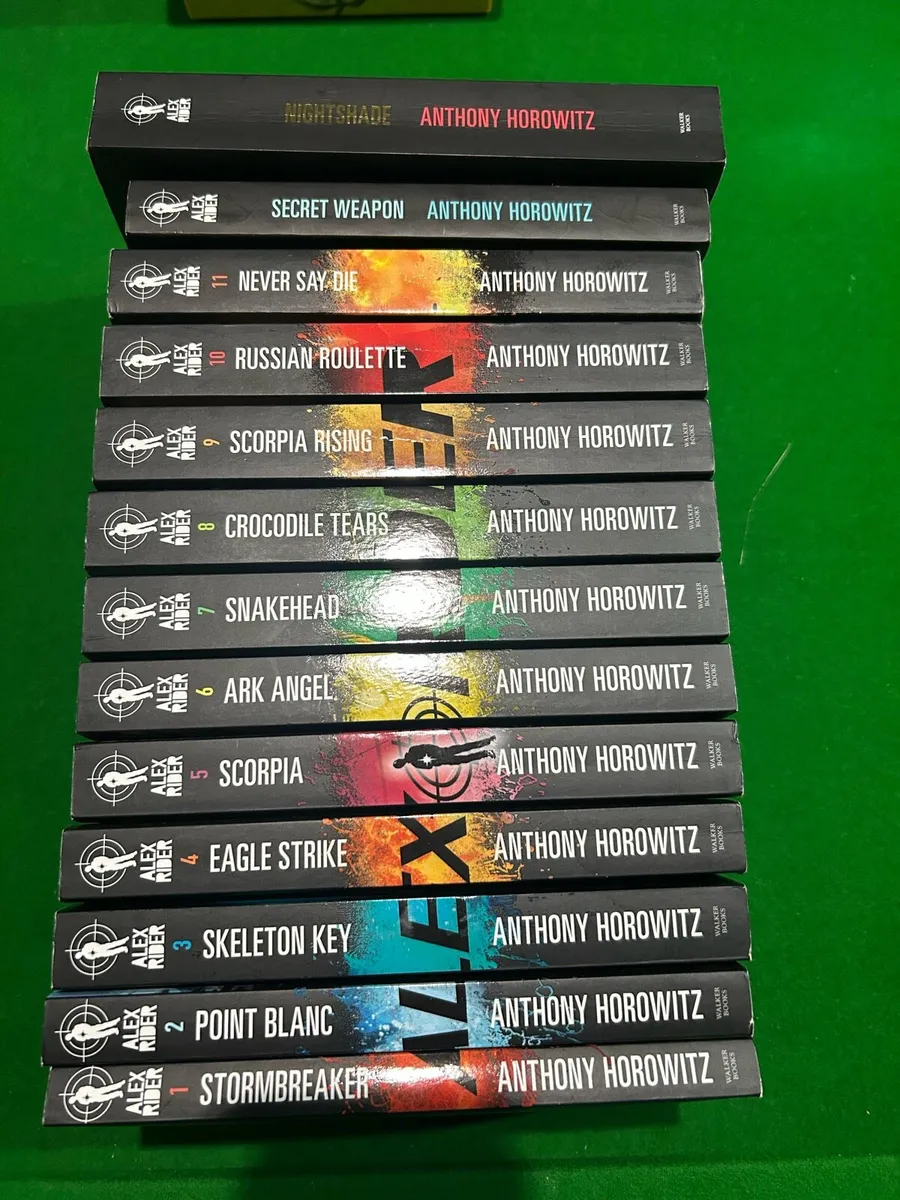 ALEX RIDER NIGHTSHADE ANTHONY HOROWITZ WALKER BOOKS
ALEX RIDER SECRET WEAPON ANTHONY HOROWITZ WALKER BOOKS
ALEX RIDER 11 NEVER SAY DIE ANTHONY HOROWITZ WALKER BOOKS
ALEX RIDER 10 RUSSIAN ROULETTE ANTHONY HOROWITZ WALKER BOOKS
ALEX RIDER 9 SCORPIA RISING ANTHONY HOROWITZ WALKER BOOKS
ALEX RIDER 8 CROCODILE TEARS ANTHONY HOROWITZ WALKER BOOKS
ALEX RIDER 7 SNAKEHEAD ANTHONY HOROWITZ WALKER BOOKS
ALEX RIDER 6 ARK ANGEL ANTHONY HOROWITZ WALKER BOOKS
ALEX RIDER 5 SCORPIA ANTHONY HOROWITZ WALKER BOOKS
ALEX RIDER 4 EAGLE STRIKE ANTHONY HOROWITZ WALKER BOOKS
ALEX RIDER 3 SKELETON KEY ANTHONY HOROWITZ WALKER BOOKS
ALEX RIDER 2 POINT BLANC ANTHONY HOROWITZ WALKER BOOKS
ALEX RIDER 1 STORMBREAKER ANTHONY HOROWITZ WALKER BOOKS
ALEX RIDER